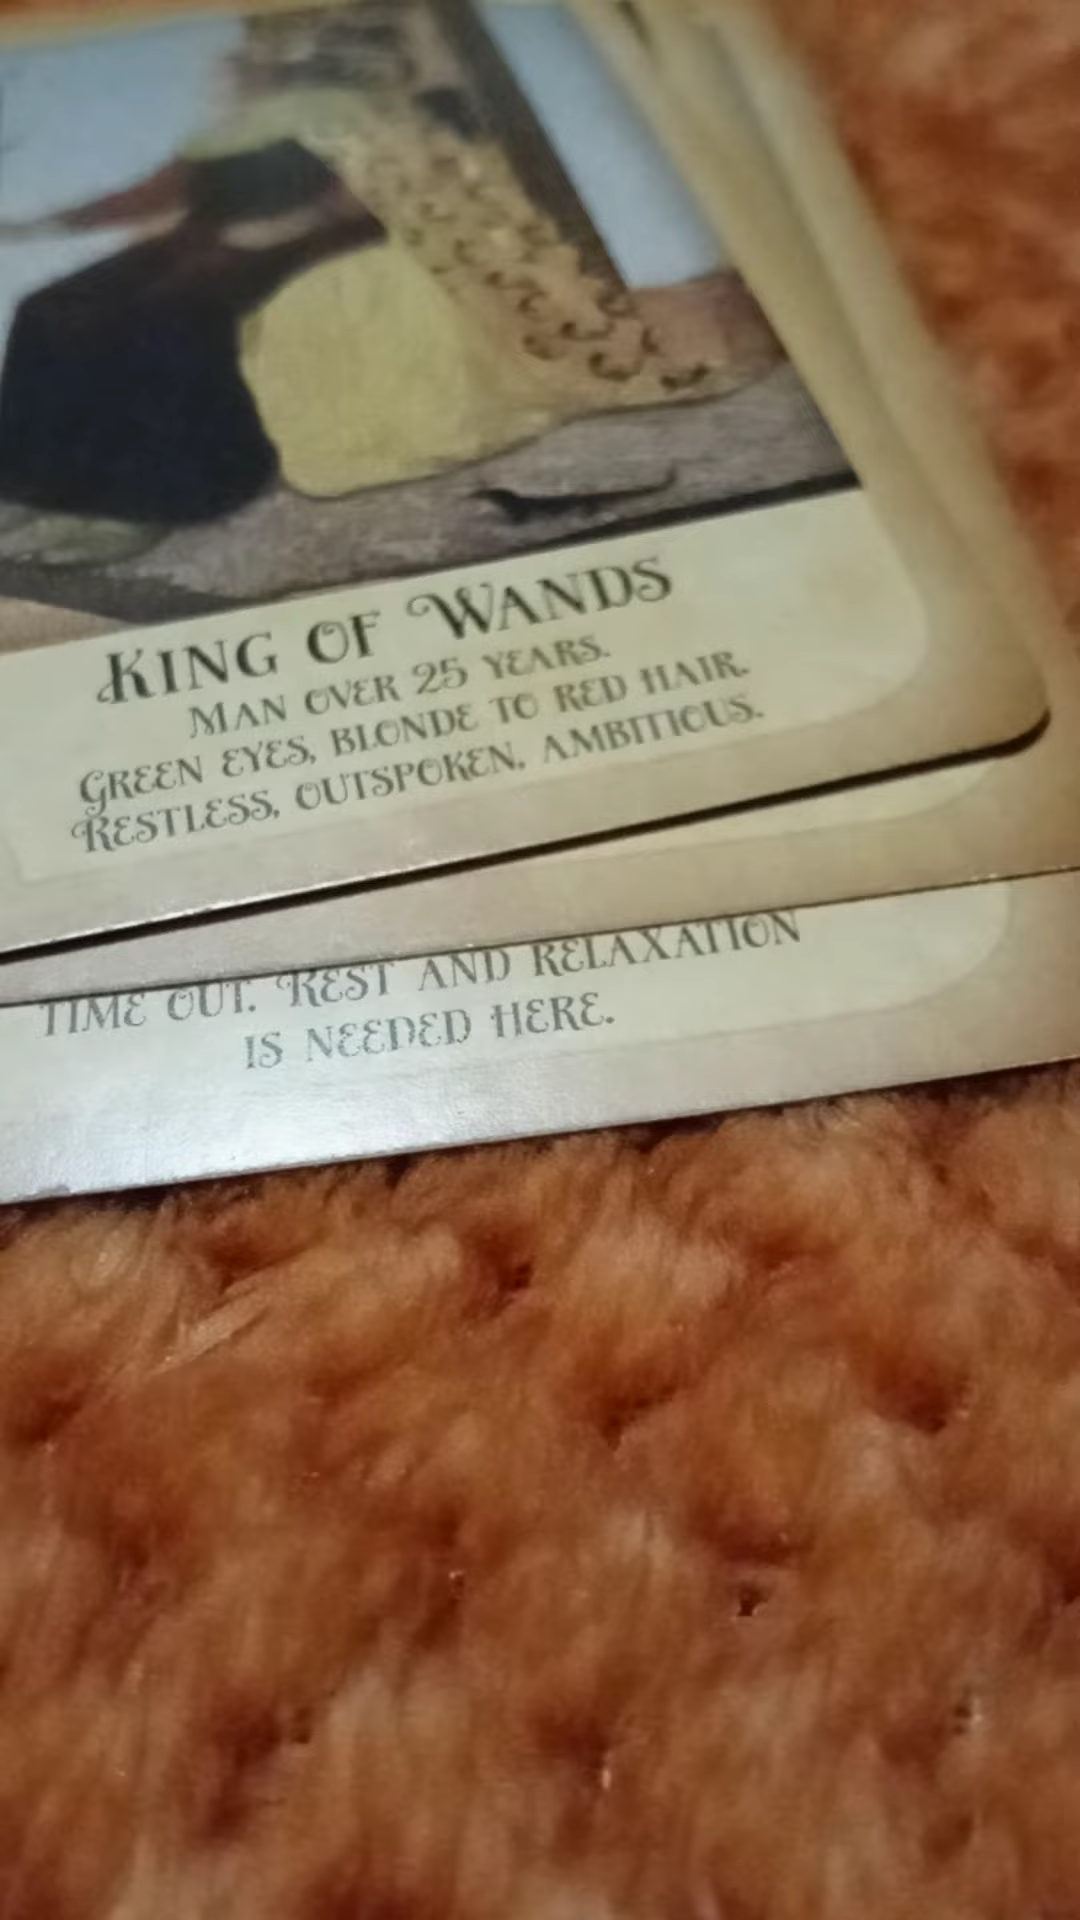 King of Wands
Man over 25 years.
Green eyes, blonde to red hair.
Restless, outspoken, ambitious.
Time out. Rest and relaxation
is needed here.